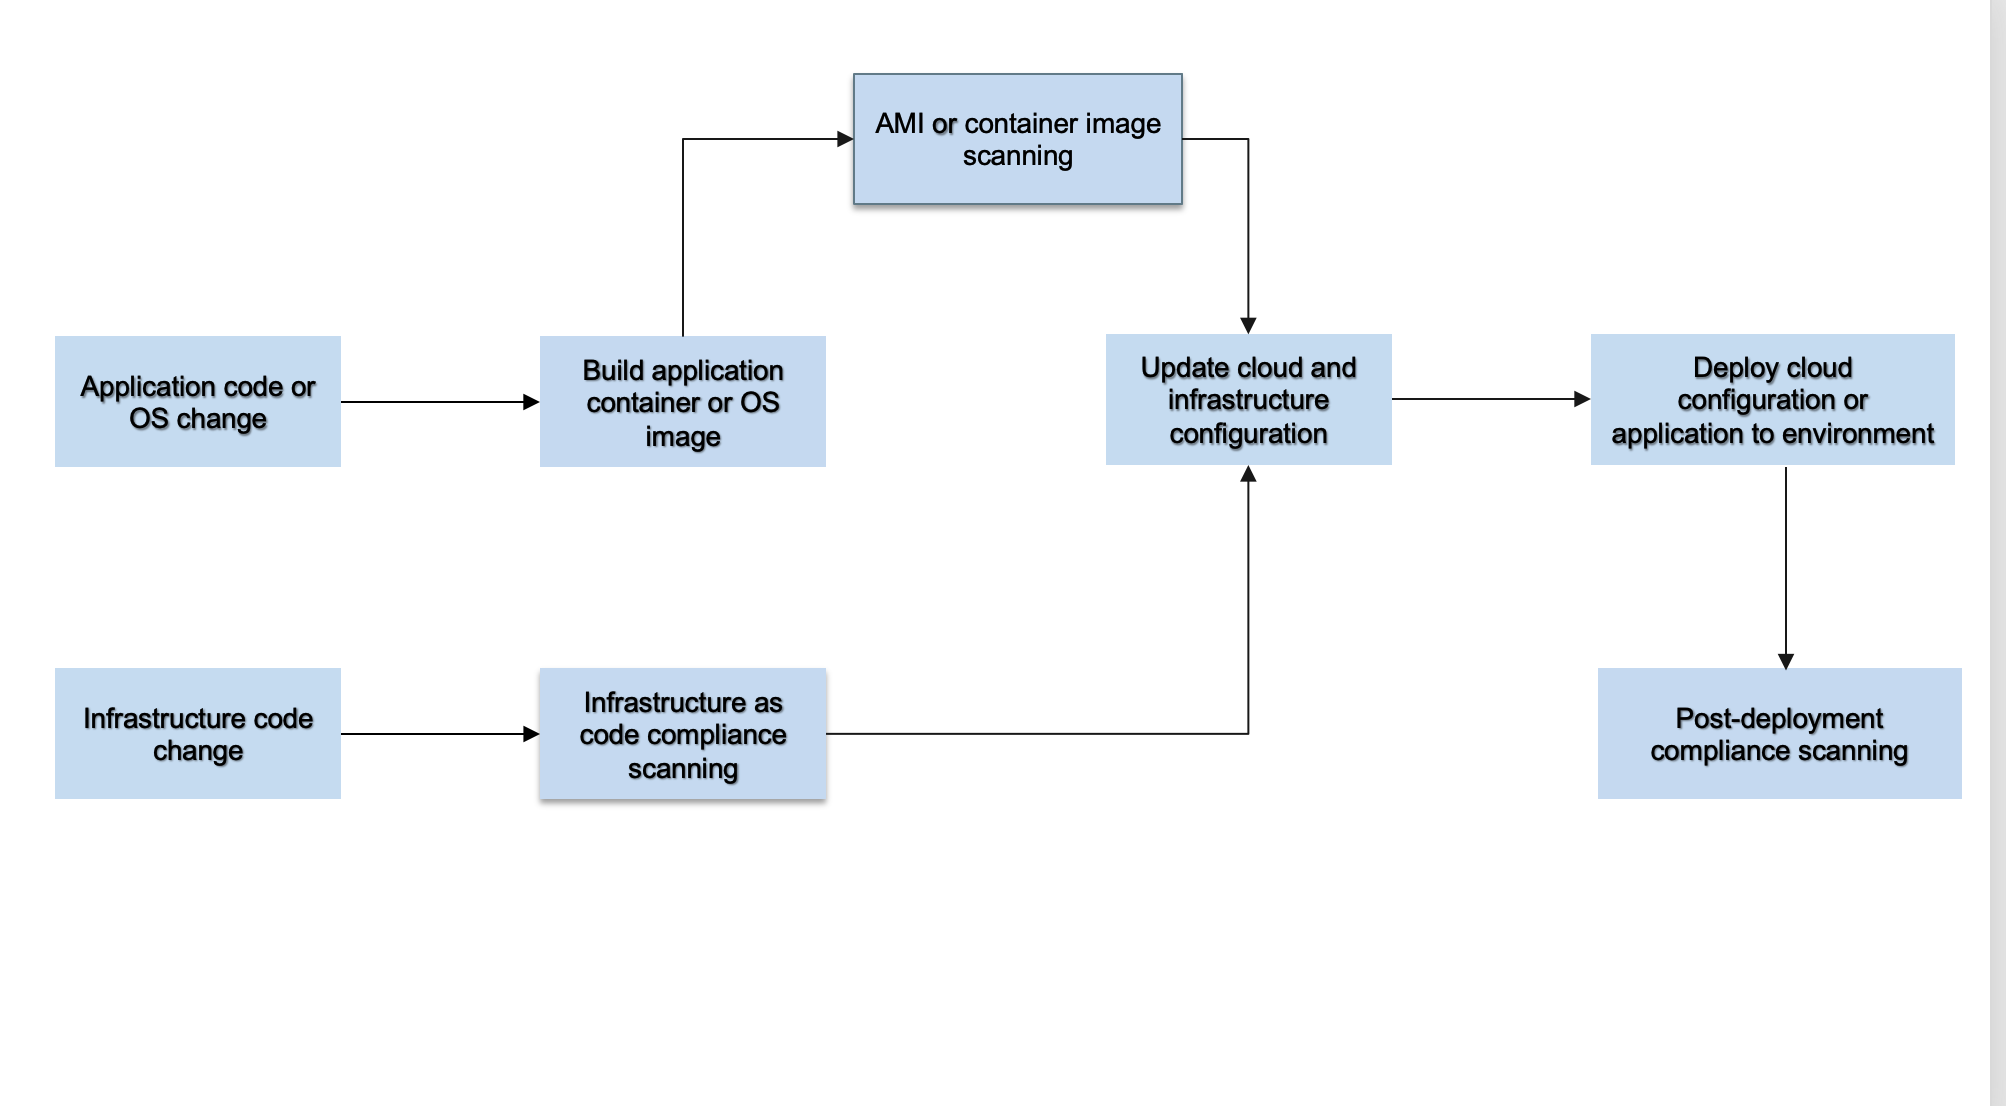 AMI or container image
scanning
Application code or
OS change
Build application
container or OS
image
Update cloud and
infrastructure
configuration
Deploy cloud
configuration or
application to environment
Infrastructure code
change
Infrastructure as
code compliance
scanning
Post-deployment
compliance scanning